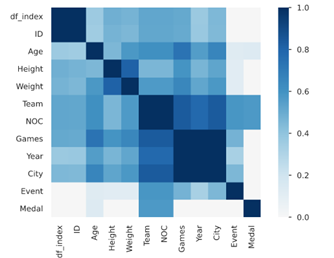 df_index
ID
Age
Height
Weight
Team
NOC
Games
Year
City
Event
Medal
df_index
ID
Age
Height
Weight
Team
NOC
Games
Year
City
Event
Medal
1.0
0.8
0.6
0.4
0.2
0.0